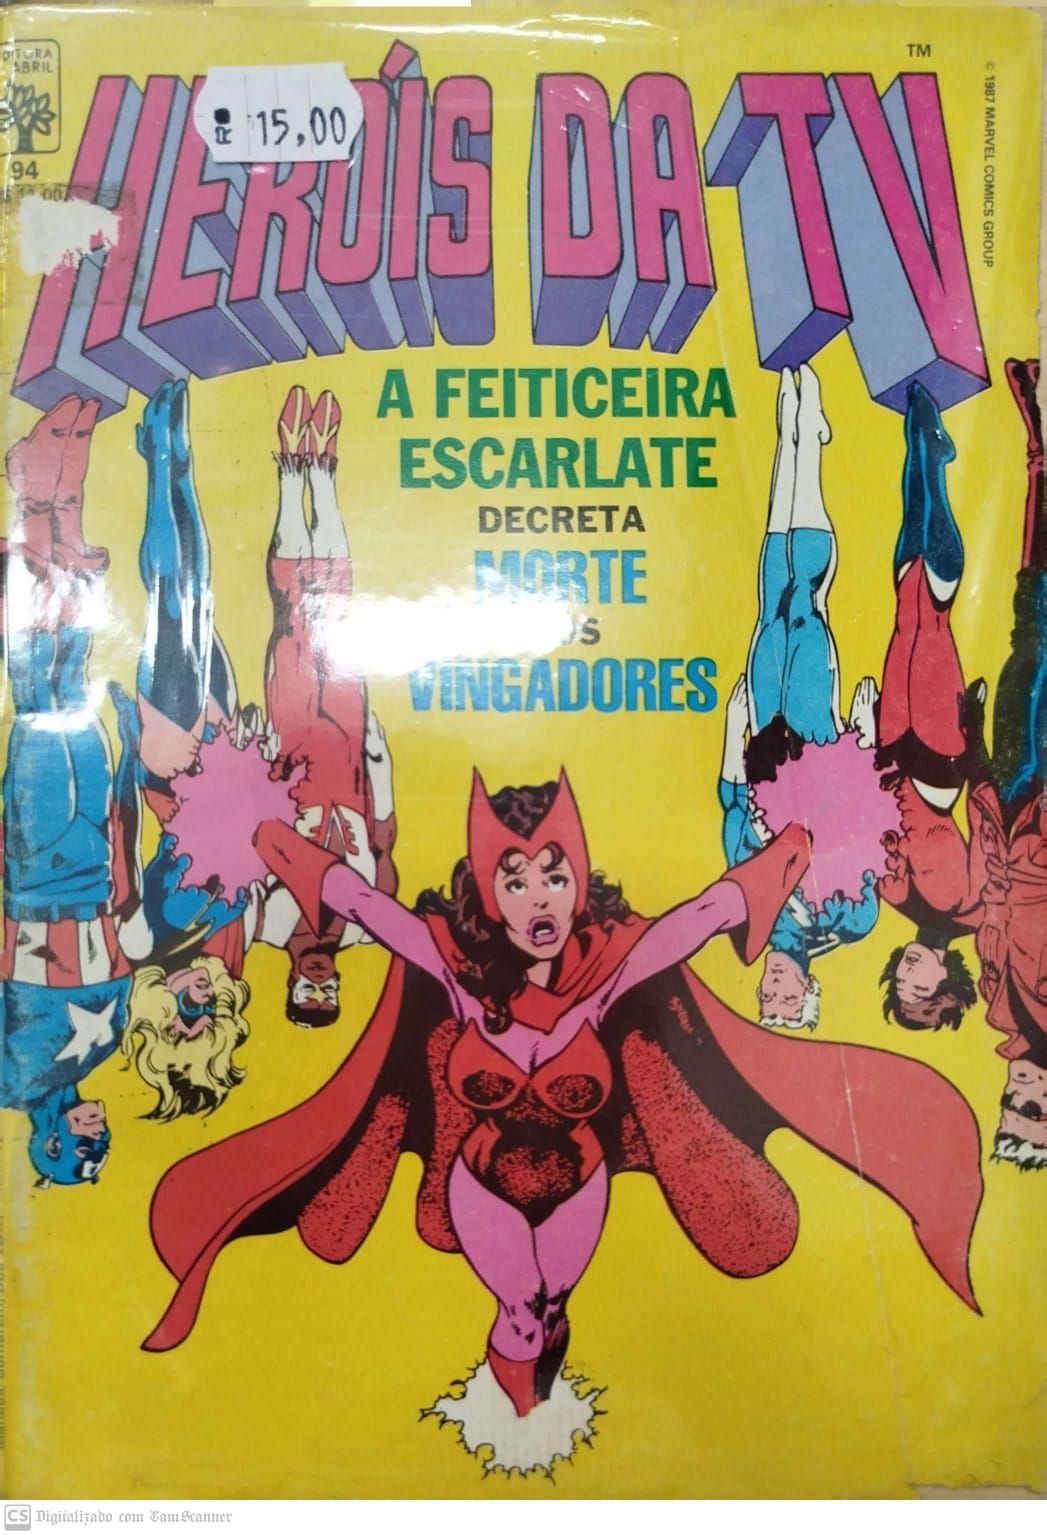 EDITORA
ABRIL
94
HERÓIS DA TV
TM
R$ 15,00
© 1987 MARVEL COMICS GROUP
A FEITICEIRA
ESCARLATE
DECRETA
MORTE
VINGADORES
CS Digitalizado com CamScanner